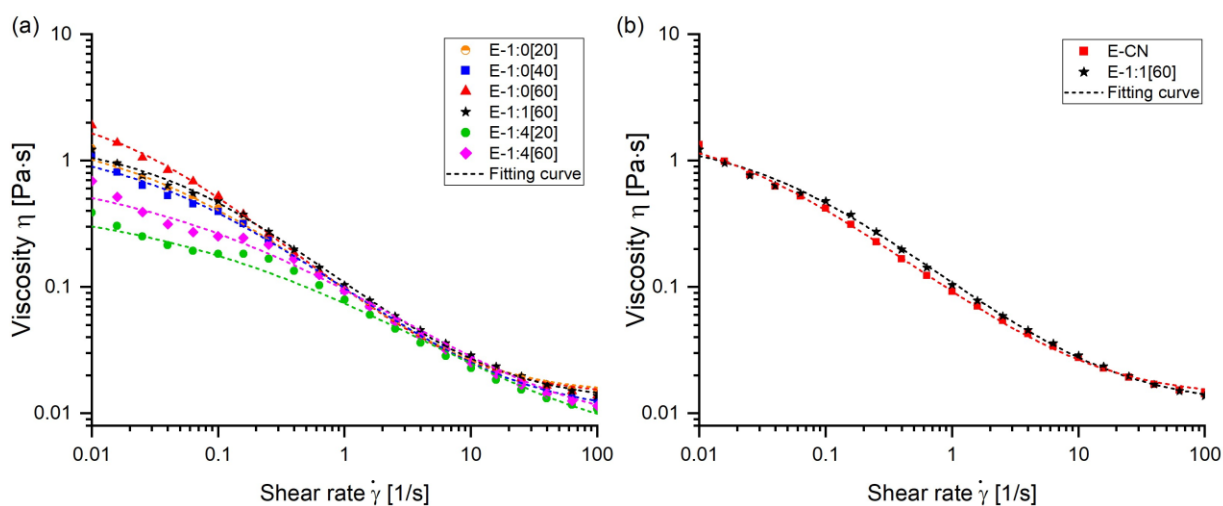 (a)
10
1
0.1
0.01
Viscosity η [Pa·s]
E-1:0[20]
E-1:0[40]
E-1:0[60]
E-1:1[60]
E-1:4[20]
E-1:4[60]
Fitting curve
0.01 0.1 1 10 100
Shear rate γ̇ [1/s]
(b)
10
1
0.1
0.01
Viscosity η [Pa·s]
E-CN
E-1:1[60]
Fitting curve
0.01 0.1 1 10 100
Shear rate γ̇ [1/s]